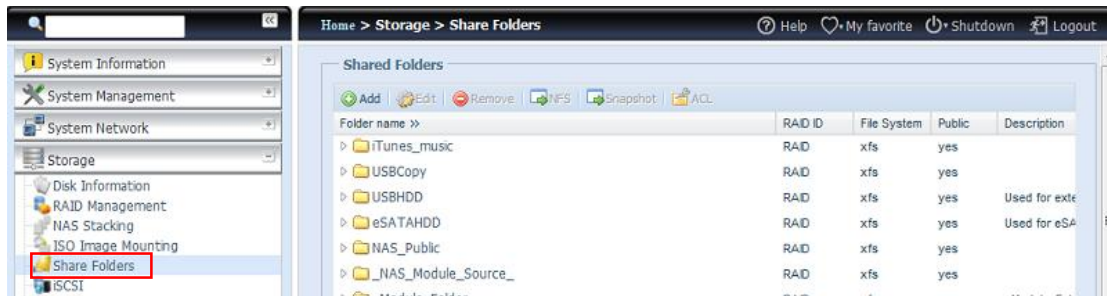 Home > Storage > Share Folders
Help My favorite Shutdown Logout
System Information
System Management
System Network
Storage
Disk Information
RAID Management
NAS Stacking
ISO Image Mounting
Share Folders
iSCSI
Shared Folders
Add Edit Remove NFS Snapshot ACL
Folder name » RAID ID File System Public Description
iTunes_music RAID xfs yes
USBCopy RAID xfs yes
USBHDD RAID xfs yes Used for exte
eSATAHDD RAID xfs yes Used for eSA
NAS_Public RAID xfs yes
_NAS_Module_Source_ RAID xfs yes